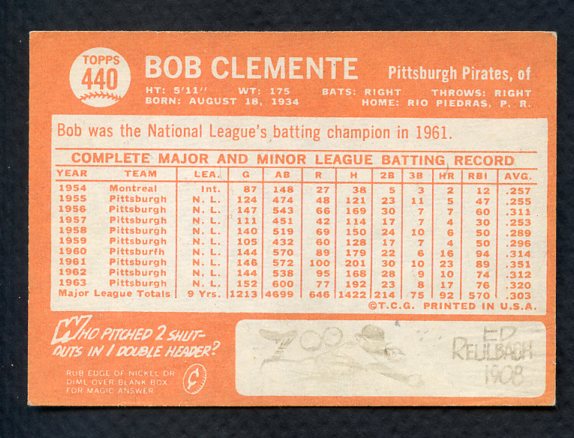 TOPPS
440
BOB CLEMENTE
Pittsburgh Pirates, of
HT: 5'11" WT: 175 BATS: RIGHT THROWS: RIGHT
BORN: AUGUST 18, 1934 HOME: RIO PIEDRAS, P. R.
Bob was the National League's batting champion in 1961.
COMPLETE MAJOR AND MINOR LEAGUE BATTING RECORD
YEAR TEAM LEA. G AB R H 2B 3B HR RBI AVG.
1954 Montreal Int. 87 148 27 38 5 3 2 12 .257
1955 Pittsburgh N. L. 124 474 48 121 23 11 5 47 .255
1956 Pittsburgh N. L. 147 543 66 169 30 7 7 60 .311
1957 Pittsburgh N. L. 111 451 42 114 17 7 4 30 .253
1958 Pittsburgh N. L. 140 519 69 150 24 10 6 50 .289
1959 Pittsburgh N. L. 105 432 60 128 17 7 4 50 .296
1960 Pittsburfh N. L. 144 570 89 179 22 6 16 94 .314
1961 Pittsburgh N. L. 146 572 100 201 30 10 23 89 .351
1962 Pittsburgh N. L. 144 538 95 168 28 9 10 74 .312
1963 Pittsburgh N. L. 152 600 77 192 23 8 17 76 .320
Major League Totals 9 Yrs. 1213 4699 646 1422 214 75 92 570 .303
©T.C.G. PRINTED IN U.S.A.
WHO PITCHED 2 SHUT-
OUTS IN 1 DOUBLE HEADER?
RUB EDGE OF NICKEL OR
DIME OVER BLANK BOX
FOR MAGIC ANSWER
ED
REULBACH
1908